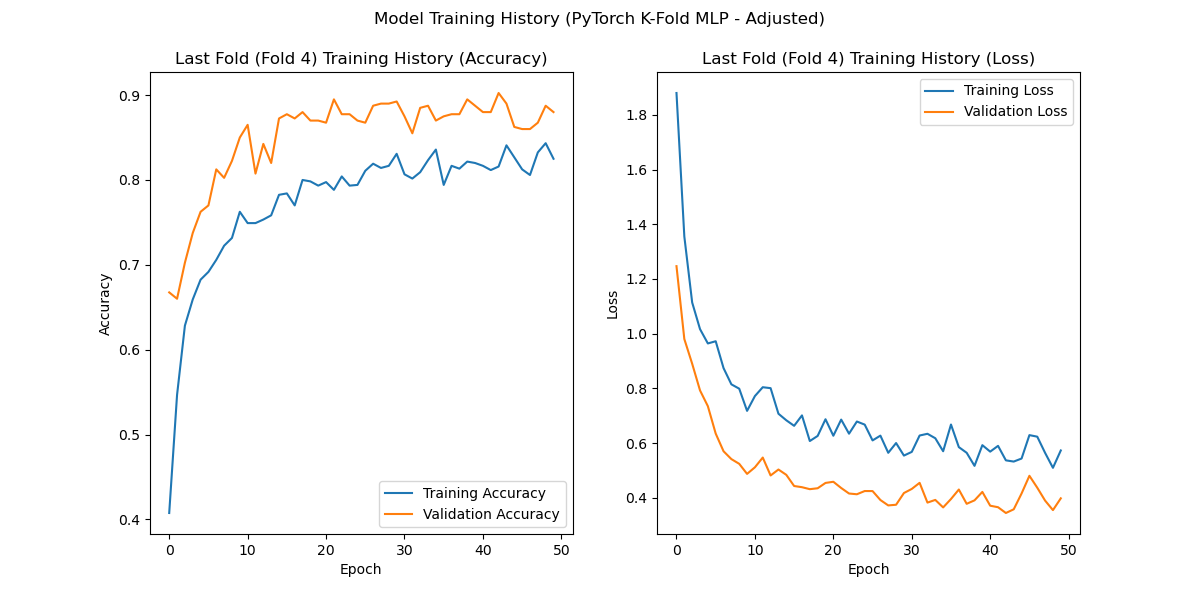 Model Training History (PyTorch K-Fold MLP - Adjusted)
Last Fold (Fold 4) Training History (Accuracy)
0.9
0.8
0.7
0.6
0.5
0.4
Accuracy
Training Accuracy
Validation Accuracy
0 10 20 30 40 50
Epoch
Last Fold (Fold 4) Training History (Loss)
Training Loss
Validation Loss
1.8
1.6
1.4
1.2
1.0
0.8
0.6
0.4
Loss
0 10 20 30 40 50
Epoch